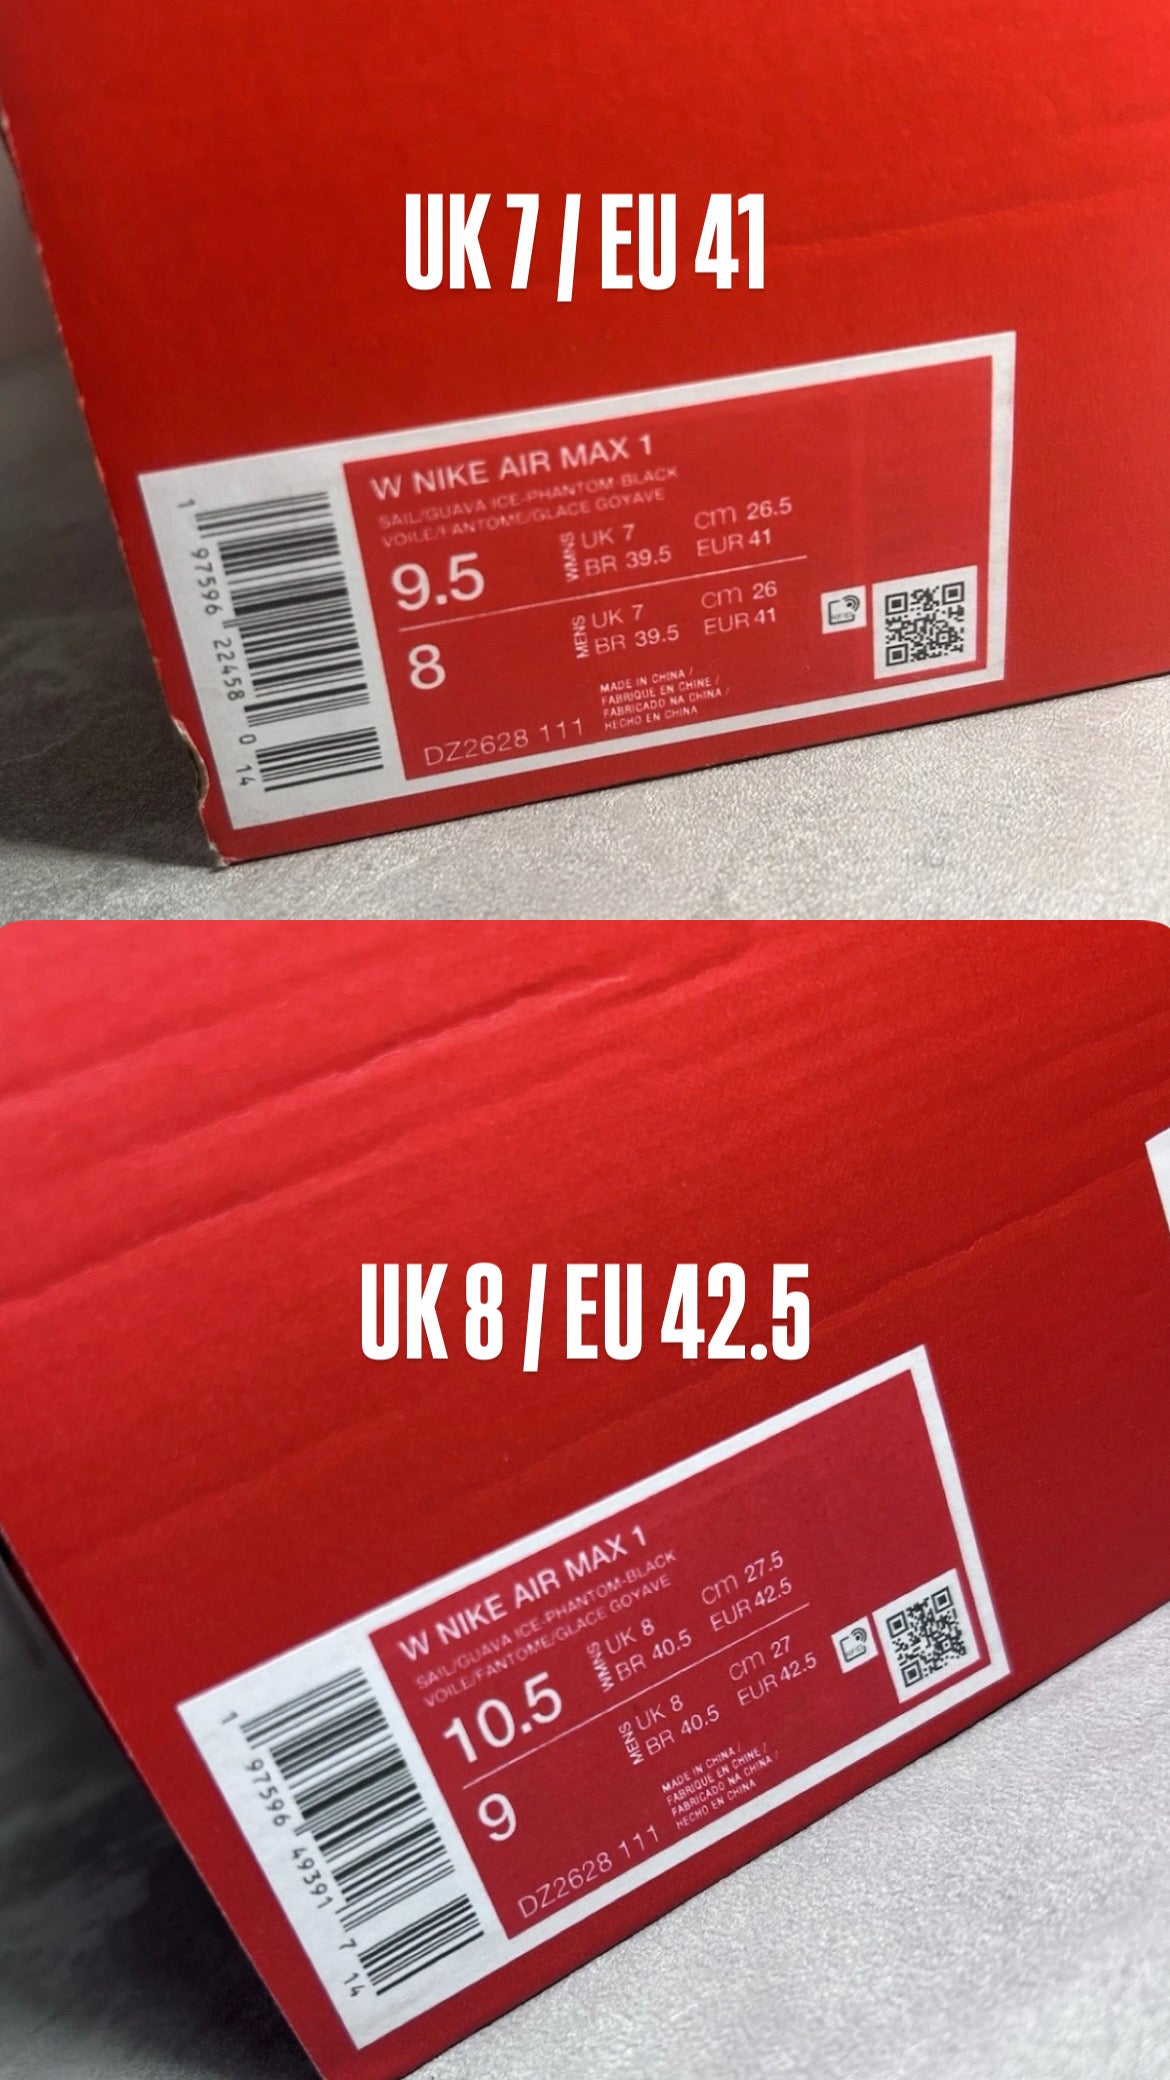 UK 7 / EU 41
W NIKE AIR MAX 1
SAIL/GUAVA ICE-PHANTOM-BLACK
VOILE/FANTOME/GLACE GOYAVE
9.5
WMNS
UK 7 cm 26.5
BR 39.5 EUR 41
8
MENS
UK 7 cm 26
BR 39.5 EUR 41
MADE IN CHINA /
FABRIQUE EN CHINE /
FABRICADO NA CHINA /
HECHO EN CHINA
DZ2628 111
1 97596 22458 0 14
UK 8 / EU 42.5
W NIKE AIR MAX 1
SAIL/GUAVA ICE-PHANTOM-BLACK
VOILE/FANTOME/GLACE GOYAVE
10.5
WMNS
UK 8 cm 27.5
BR 40.5 EUR 42.5
9
MENS
UK 8 cm 27
BR 40.5 EUR 42.5
MADE IN CHINA /
FABRIQUE EN CHINE /
FABRICADO NA CHINA /
HECHO EN CHINA
DZ2628 111
1 97596 49391 7 14